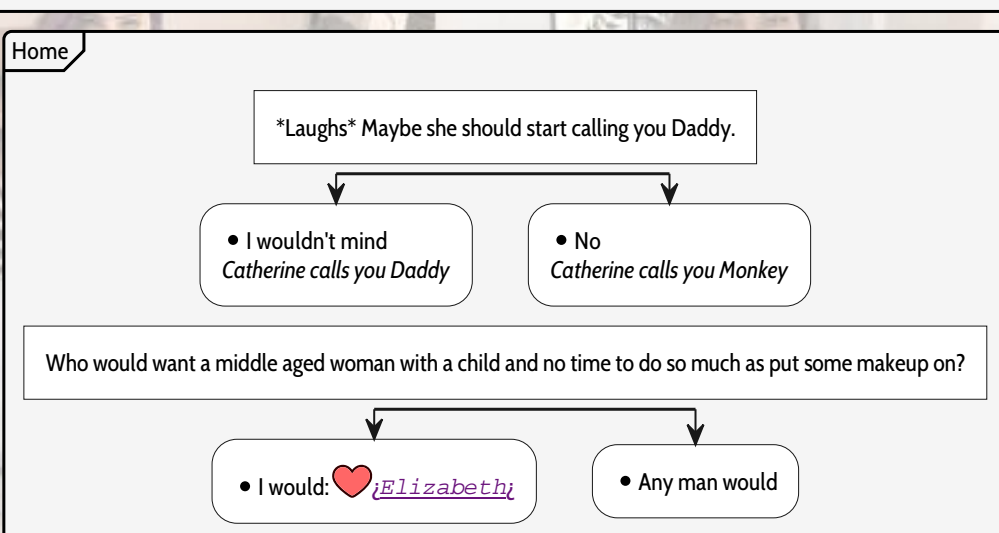 Home
*Laughs* Maybe she should start calling you Daddy.
● I wouldn't mind
Catherine calls you Daddy
● No
Catherine calls you Monkey
Who would want a middle aged woman with a child and no time to do so much as put some makeup on?
● I would: ❤¿Elizabeth¿
● Any man would